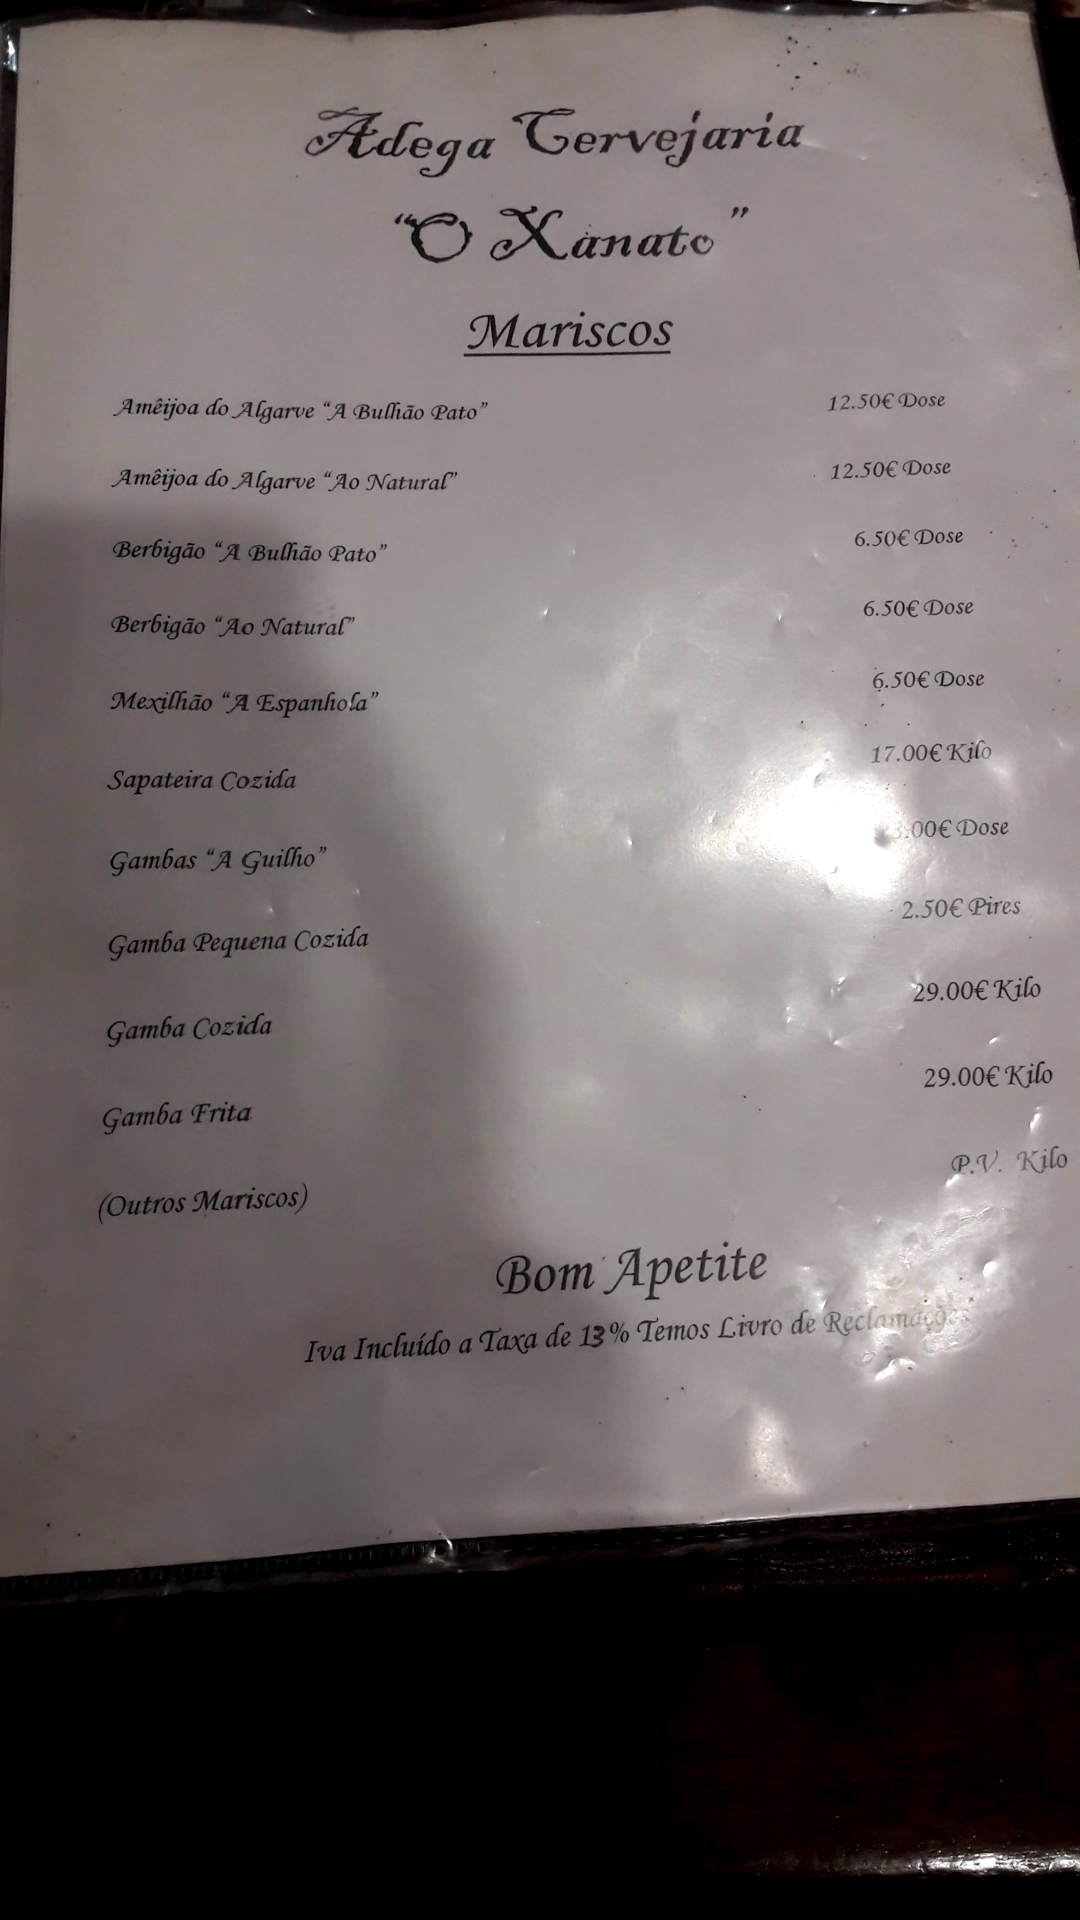 Adega Cervejaria
"O Xanato"
Mariscos
Amêijoa do Algarve "A Bulhão Pato" 12.50€ Dose
Amêijoa do Algarve "Ao Natural" 12.50€ Dose
Berbigão "A Bulhão Pato" 6.50€ Dose
Berbigão "Ao Natural" 6.50€ Dose
Mexilhão "A Espanhola" 6.50€ Dose
Sapateira Cozida 17.00€ Kilo
Gambas "A Guilho" Dose
Gamba Pequena Cozida 2.50€ Pires
Gamba Cozida 29.00€ Kilo
Gamba Frita 29.00€ Kilo
(Outros Mariscos) P.V. Kilo
Bom Apetite
Iva Incluído a Taxa de 13% Temos Livro de Reclamações